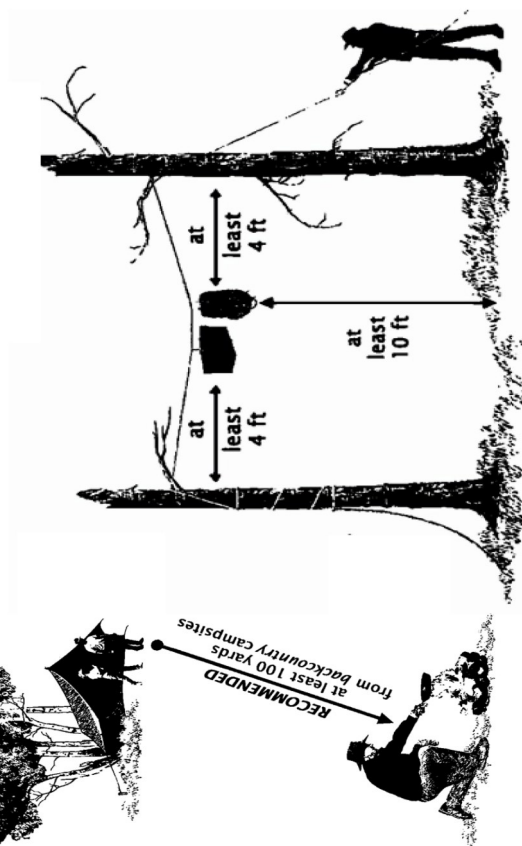 at
least
4 ft
at
least
4 ft
at
least
10 ft
RECOMMENDED
at least 100 yards
from backcountry campsites